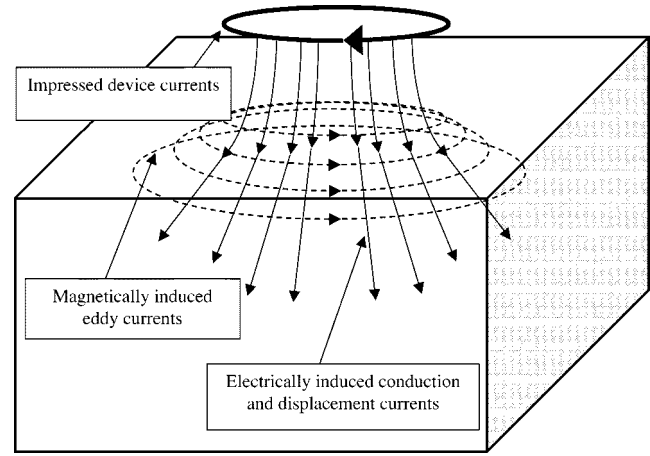 Impressed device currents
Magnetically induced
eddy currents
Electrically induced conduction
and displacement currents